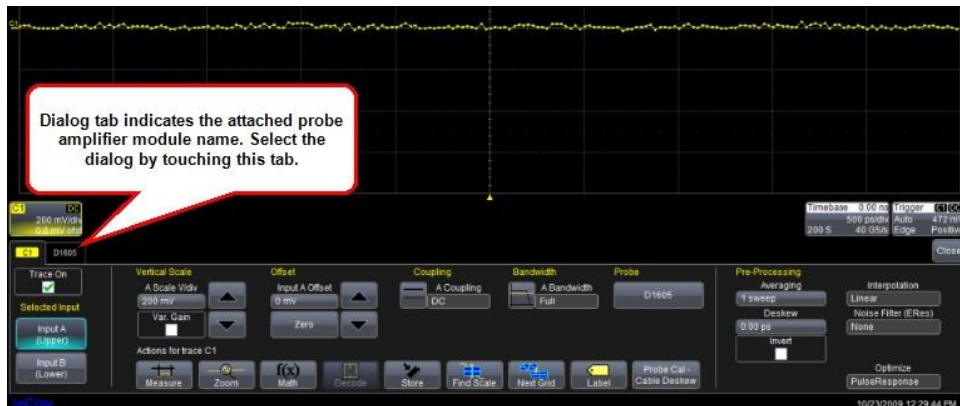 C1
Dialog tab indicates the attached probe
amplifier module name. Select the
dialog by touching this tab.
C1 DC
200 mV/div
0.0 mV ofst
Timebase 0.00 ns
500 ps/div
200 S 40 GS/s
Trigger C1 DC
Auto 472 mV
Edge Positive
C1 D1605
Close
Trace On
Selected Input
Input A
(Upper)
Input B
(Lower)
Vertical Scale
A Scale V/div
200 mV
Var. Gain
Offset
Input A Offset
0 mV
Zero
Coupling
A Coupling
DC
Bandwidth
A Bandwidth
Full
Probe
D1605
Actions for trace C1
Measure
Zoom
f(x)
Math
Decode
Store
Find Scale
Next Grid
Label
Probe Cal -
Cable Deskew
Pre-Processing
Averaging
1 sweep
Deskew
0.00 ps
Invert
Interpolation
Linear
Noise Filter (ERes)
None
Optimize
PulseResponse
LeCroy
10/23/2009 12:29:44 PM